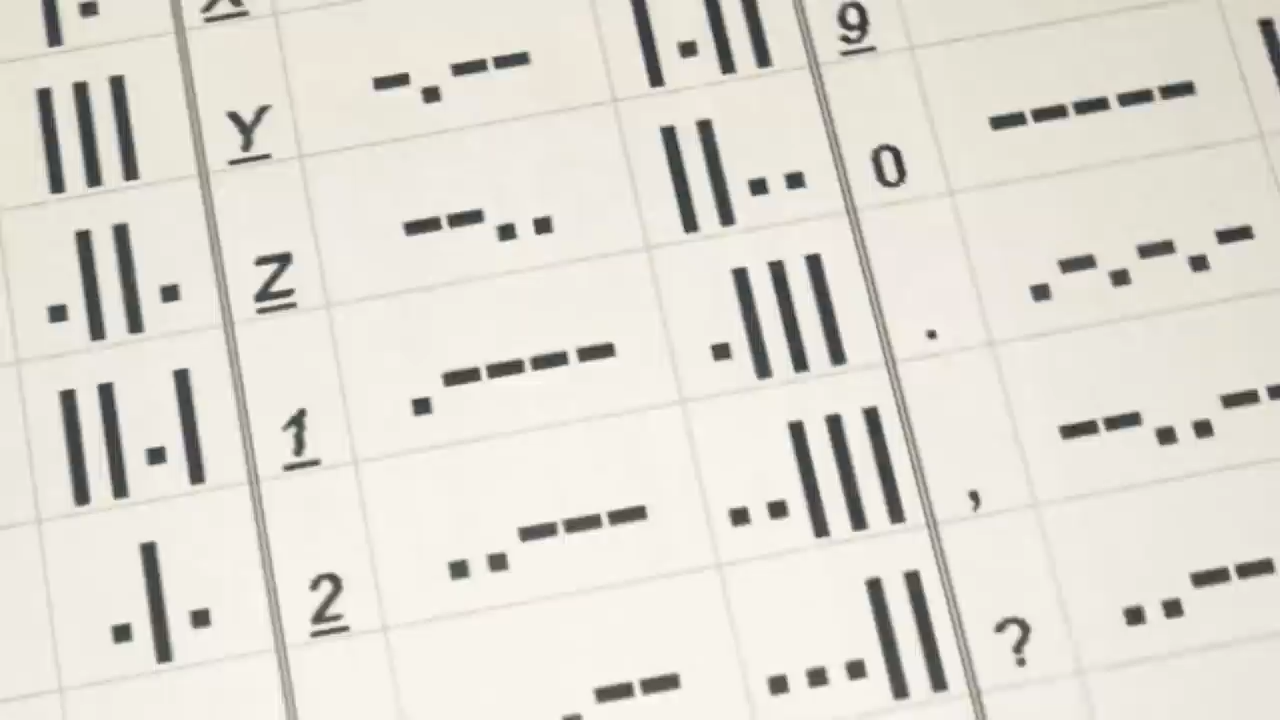 | .
||| Y -.-- |.|| 9
.||. Z --.. ||.. 0 -----
||.| 1 .---- .||| . .-.-.-
.|. 2 ..--- ..||| , --..--
.-- ...|| ? ..--